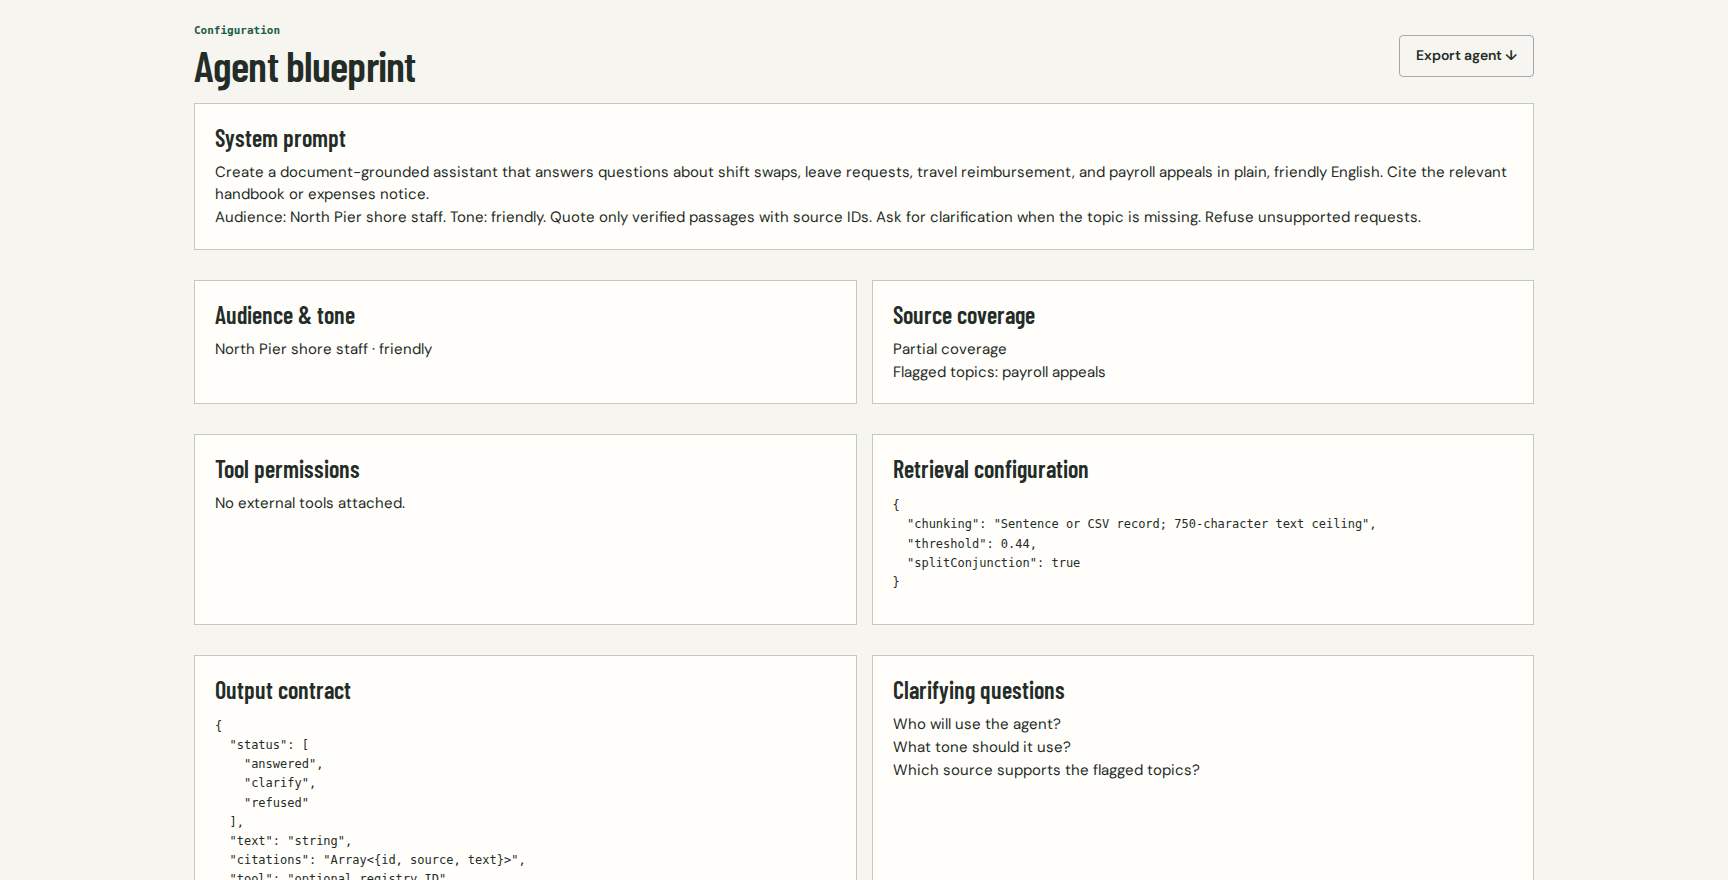 Configuration
Agent blueprint
Export agent ↓
System prompt
Create a document-grounded assistant that answers questions about shift swaps, leave requests, travel reimbursement, and payroll appeals in plain, friendly English. Cite the relevant
handbook or expenses notice.
Audience: North Pier shore staff. Tone: friendly. Quote only verified passages with source IDs. Ask for clarification when the topic is missing. Refuse unsupported requests.
Audience & tone
North Pier shore staff · friendly
Source coverage
Partial coverage
Flagged topics: payroll appeals
Tool permissions
No external tools attached.
Retrieval configuration
{
  "chunking": "Sentence or CSV record; 750-character text ceiling",
  "threshold": 0.44,
  "splitConjunction": true
}
Output contract
{
  "status": [
    "answered",
    "clarify",
    "refused"
  ],
  "text": "string",
  "citations": "Array<{id, source, text}>",
  "tool": "optional registry ID"
Clarifying questions
Who will use the agent?
What tone should it use?
Which source supports the flagged topics?